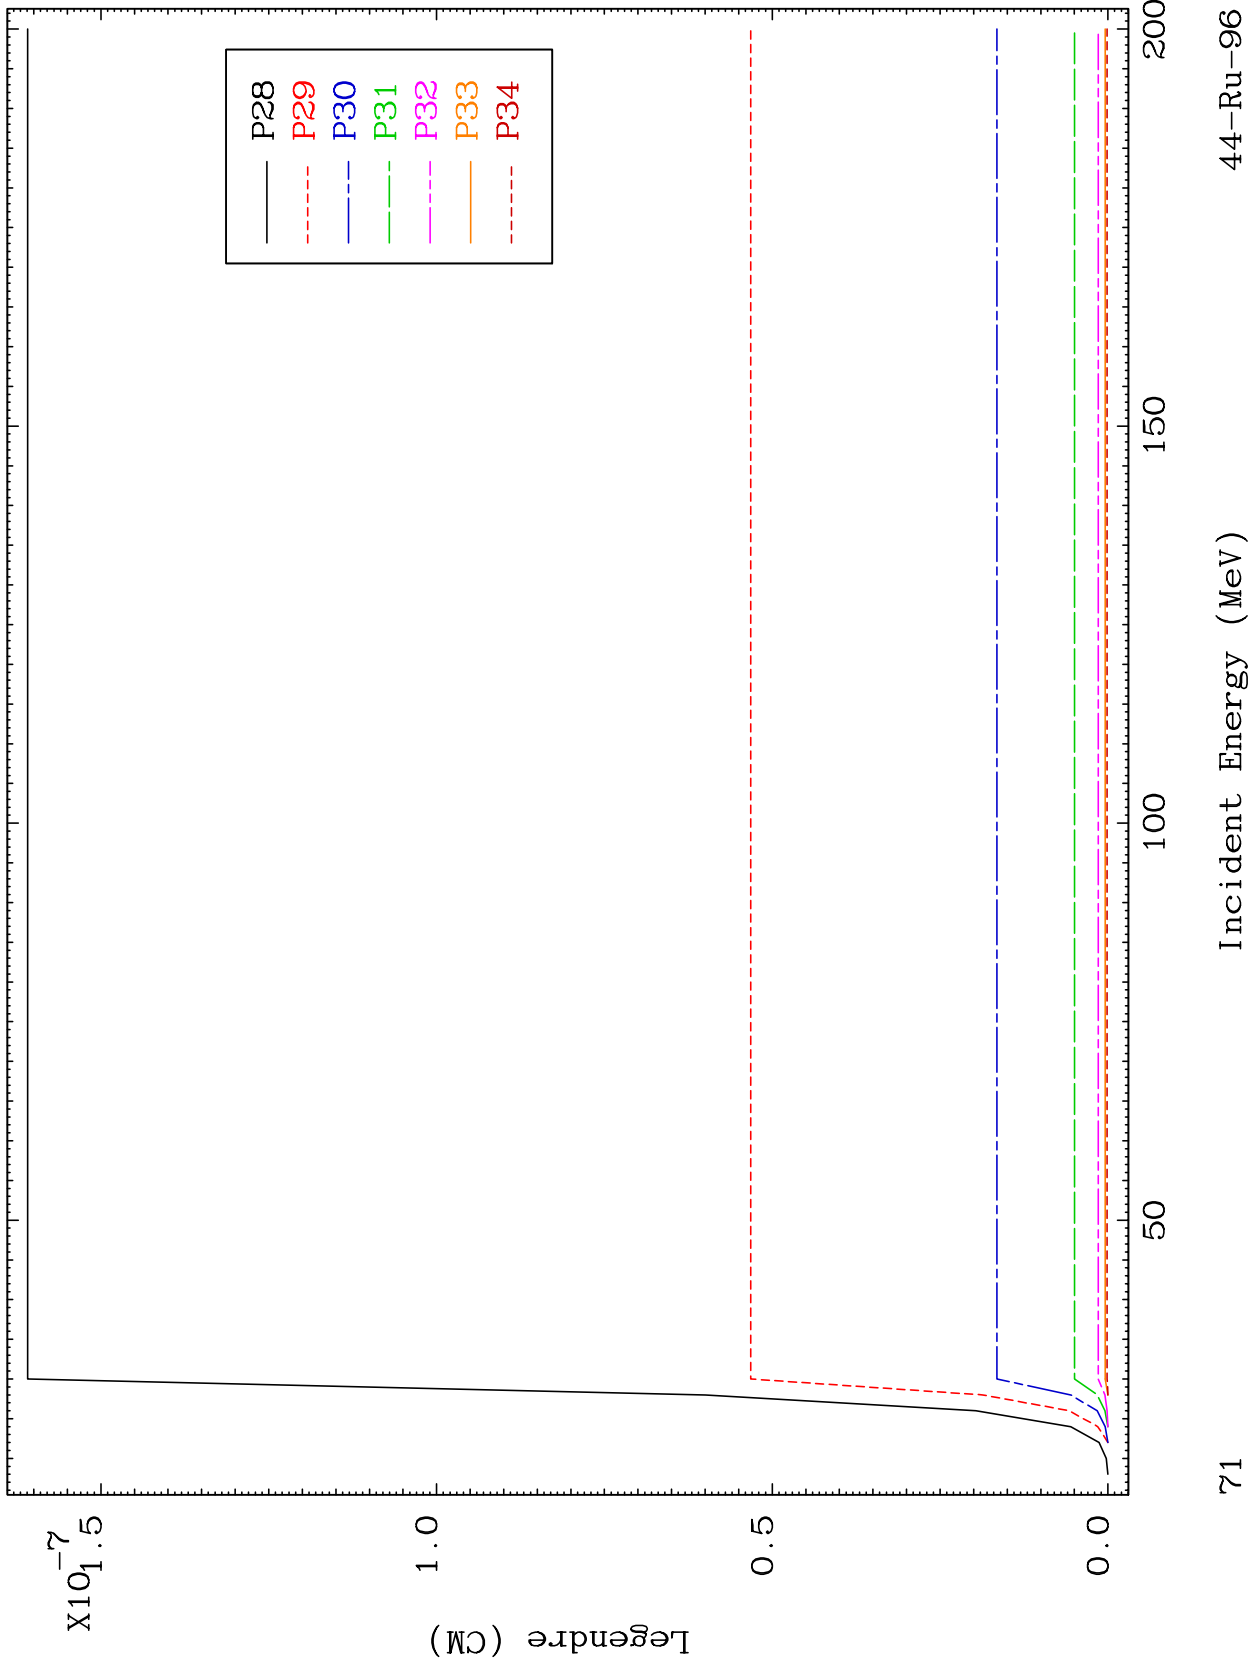 X10-7
1.5
1.0
0.5
0.0
Legendre (CM)
P28
P29
P30
P31
P32
P33
P34
50
100
150
200
Incident Energy (MeV)
71
44-Ru-96